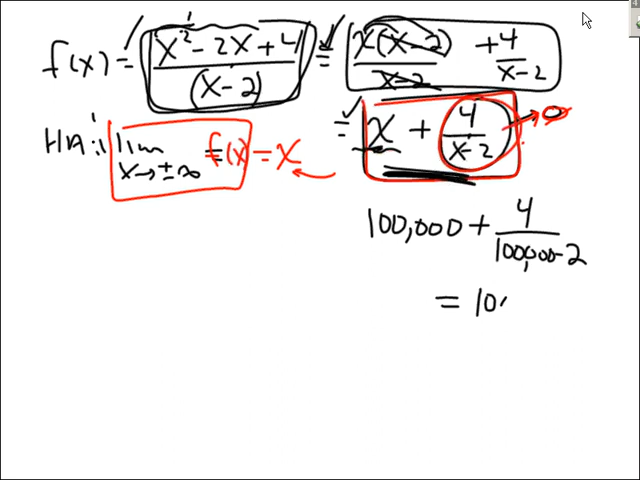 f(x) = x² - 2x + 4 / (x - 2) = x(x - 2) / x - 2 + 4 / x - 2
= x + 4 / x - 2 → 0
HA: lim x → ± ∞ f(x) = x
100,000 + 4 / 100,000 - 2
= 10